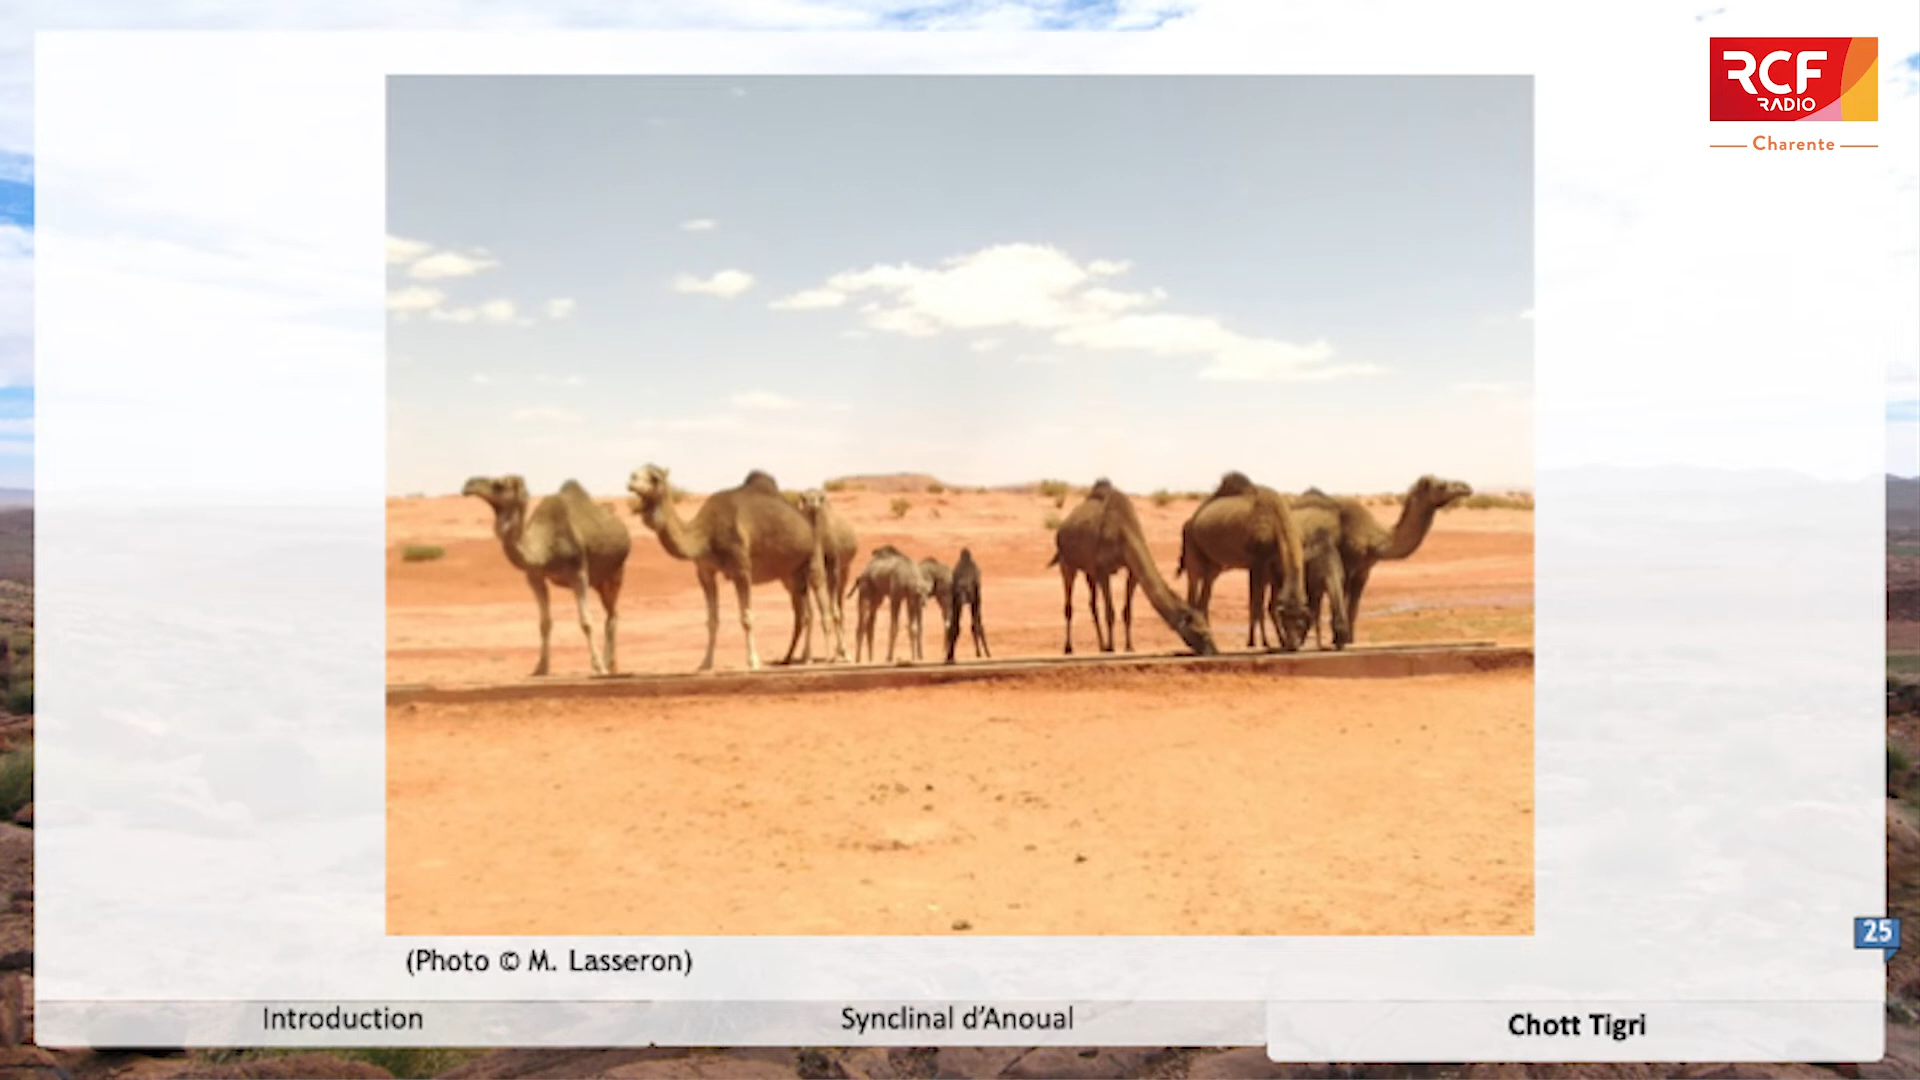 RCF
RADIO
Charente
25
(Photo © M. Lasseron)
Introduction
Synclinal d'Anoual
Chott Tigri